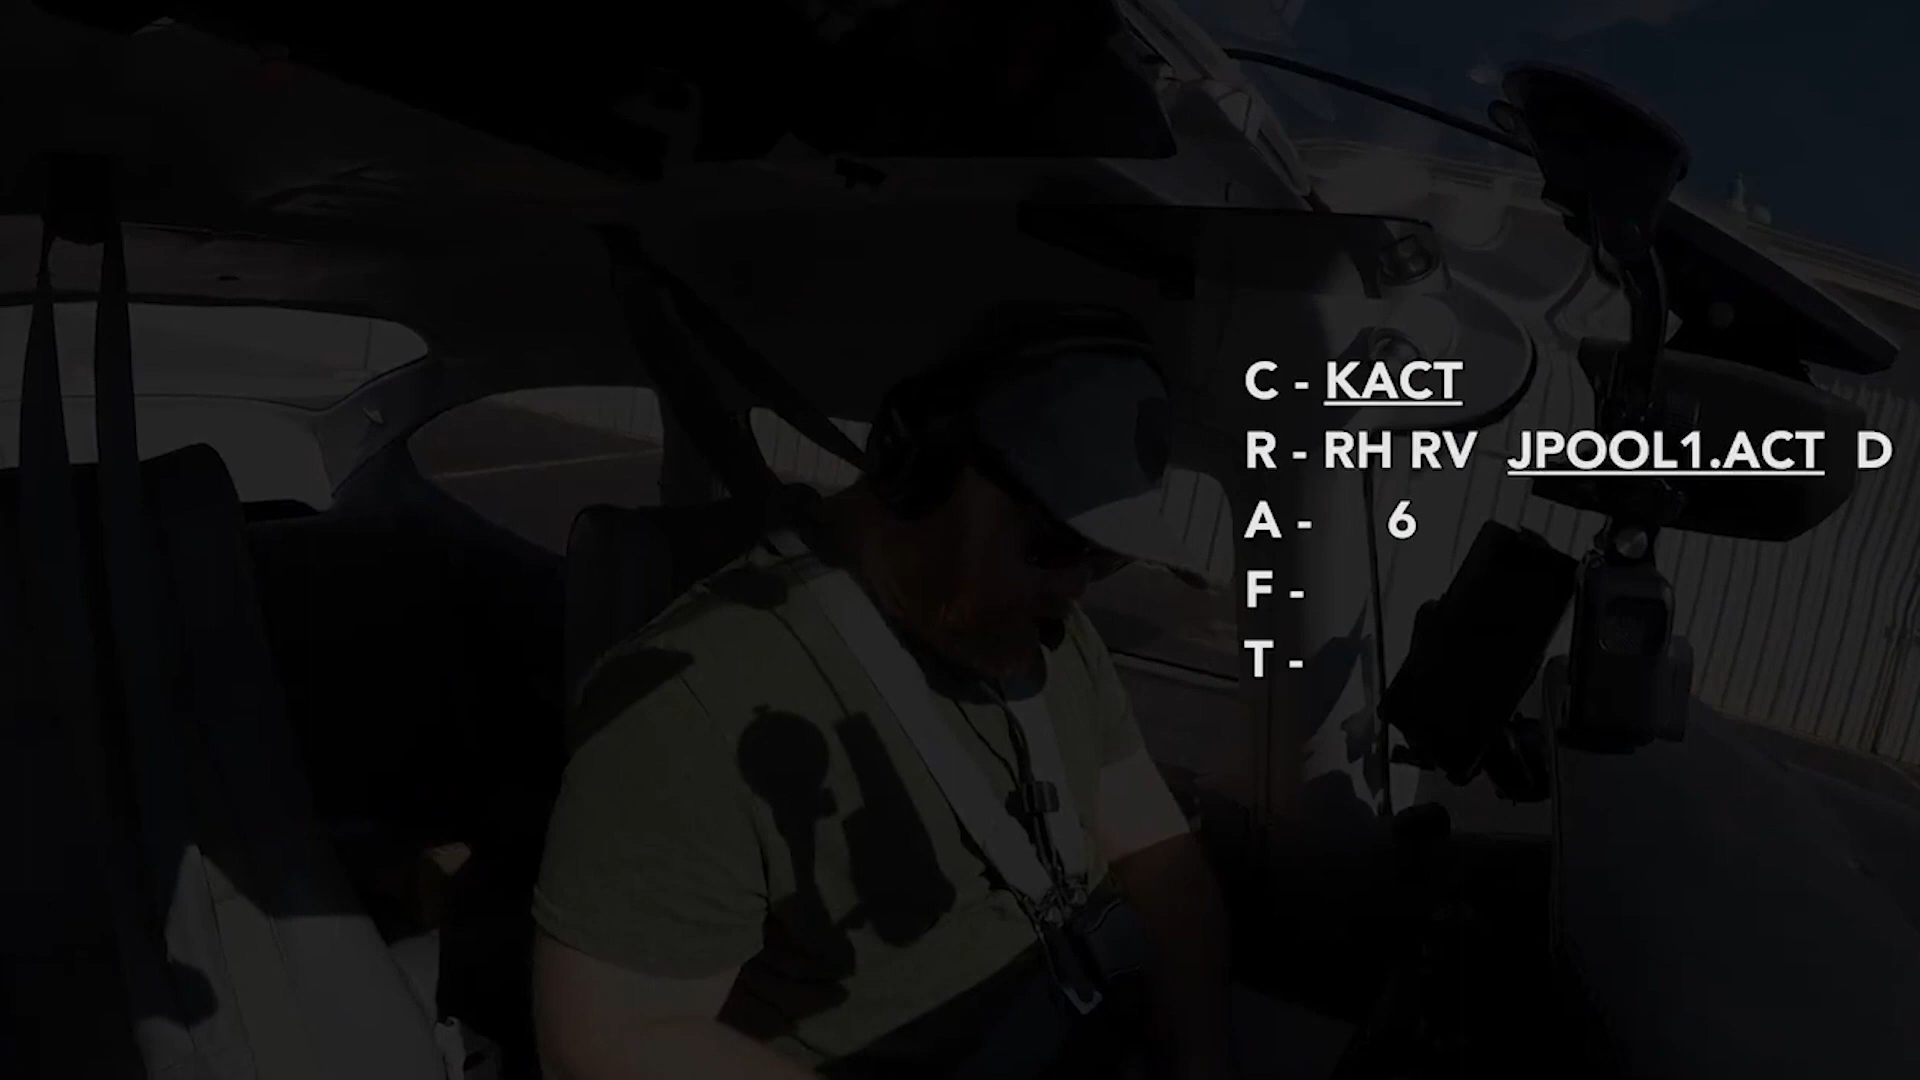 C - KACT
R - RH RV JPOOL1.ACT D
A - 6
F -
T -